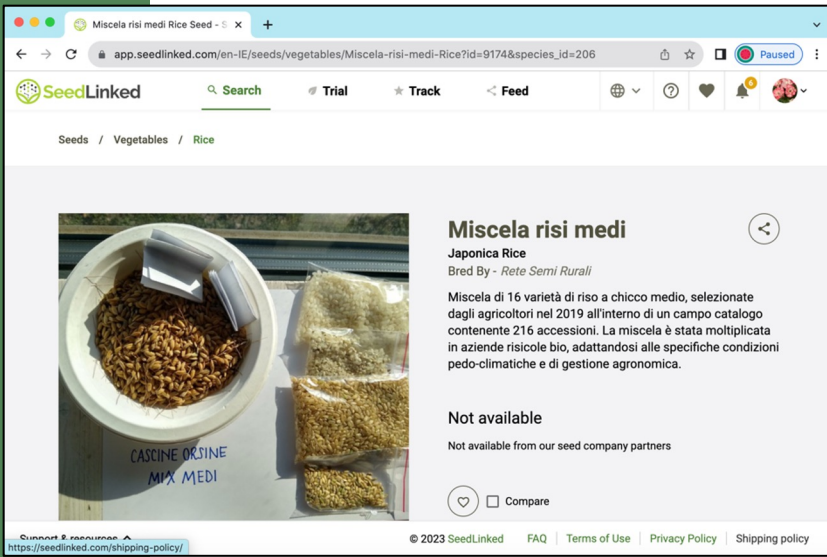 Miscela risi medi Rice Seed - S
app.seedlinked.com/en-IE/seeds/vegetables/Miscela-risi-medi-Rice?id=9174&species_id=206
Paused
SeedLinked
Search
Trial
Track
Feed
6
Seeds / Vegetables / Rice
CASCINE ORSINE
MIX MEDI
Miscela risi medi
Japonica Rice
Bred By - Rete Semi Rurali
Miscela di 16 varietà di riso a chicco medio, selezionate
dagli agricoltori nel 2019 all'interno di un campo catalogo
contenente 216 accessioni. La miscela è stata moltiplicata
in aziende risicole bio, adattandosi alle specifiche condizioni
pedo-climatiche e di gestione agronomica.
Not available
Not available from our seed company partners
Compare
Support & resources
© 2023 SeedLinked FAQ Terms of Use Privacy Policy Shipping policy
https://seedlinked.com/shipping-policy/